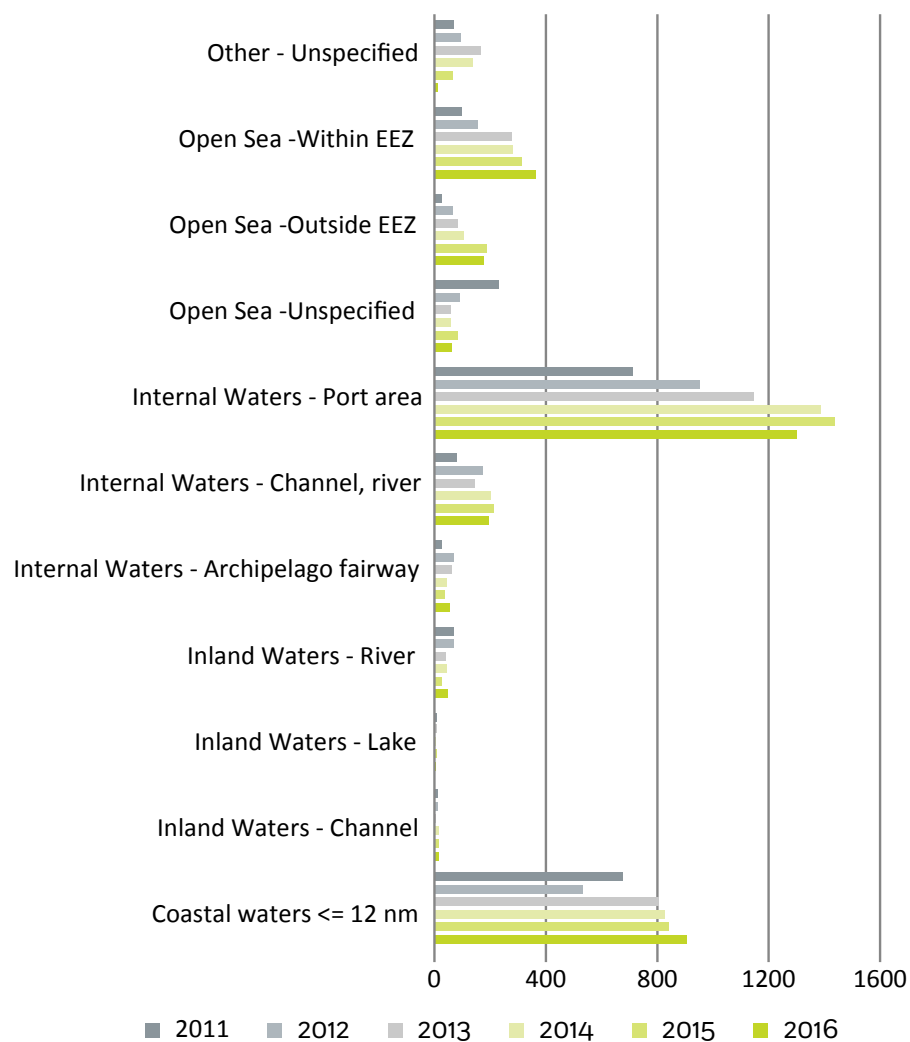 Other - Unspecified
Open Sea -Within EEZ
Open Sea -Outside EEZ
Open Sea -Unspecified
Internal Waters - Port area
Internal Waters - Channel, river
Internal Waters - Archipelago fairway
Inland Waters - River
Inland Waters - Lake
Inland Waters - Channel
Coastal waters <= 12 nm
0 400 800 1200 1600
2011 2012 2013 2014 2015 2016